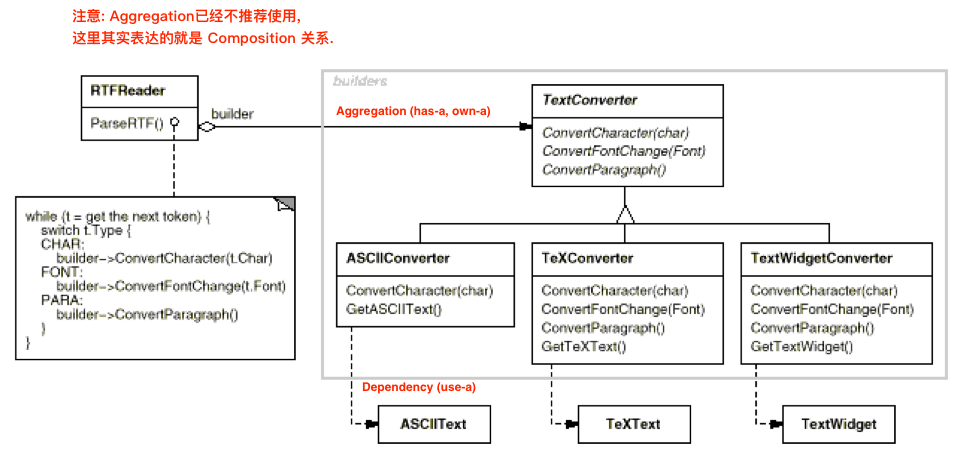 注意: Aggregation已经不推荐使用,
这里其实表达的就是 Composition 关系.
builders
RTFReader
ParseRTF()
builder
Aggregation (has-a, own-a)
TextConverter
ConvertCharacter(char)
ConvertFontChange(Font)
ConvertParagraph()
while (t = get the next token) {
switch t.Type {
CHAR:
builder->ConvertCharacter(t.Char)
FONT:
builder->ConvertFontChange(t.Font)
PARA:
builder->ConvertParagraph()
}
}
ASCIIConverter
ConvertCharacter(char)
GetASCIIText()
TeXConverter
ConvertCharacter(char)
ConvertFontChange(Font)
ConvertParagraph()
GetTeXText()
TextWidgetConverter
ConvertCharacter(char)
ConvertFontChange(Font)
ConvertParagraph()
GetTextWidget()
Dependency (use-a)
ASCIIText
TeXText
TextWidget